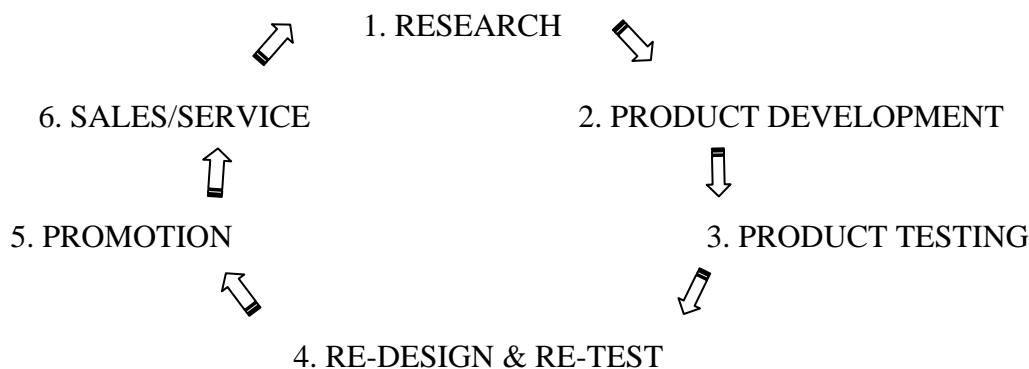 1. RESEARCH
2. PRODUCT DEVELOPMENT
3. PRODUCT TESTING
4. RE-DESIGN & RE-TEST
5. PROMOTION
6. SALES/SERVICE